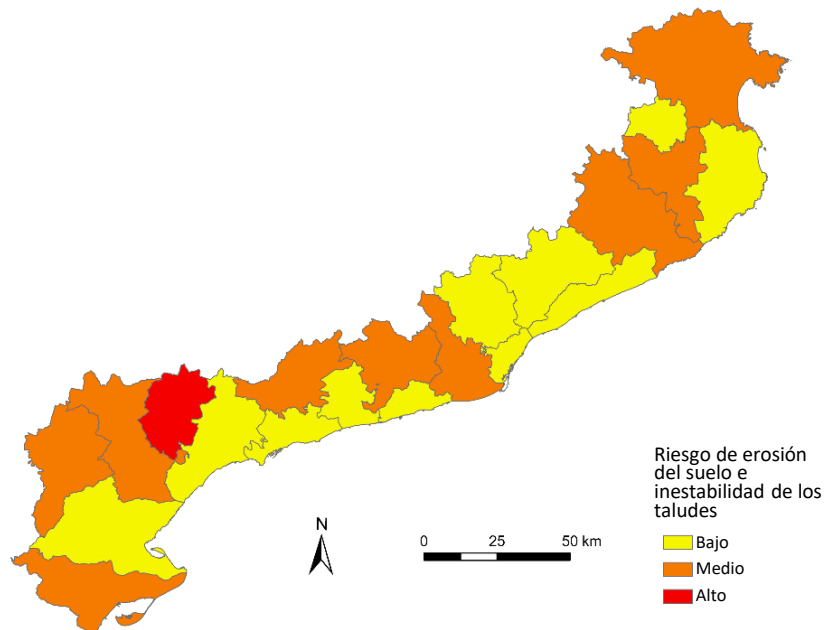 Riesgo de erosión
del suelo e
inestabilidad de los
taludes
N
0 25 50 km
Bajo
Medio
Alto